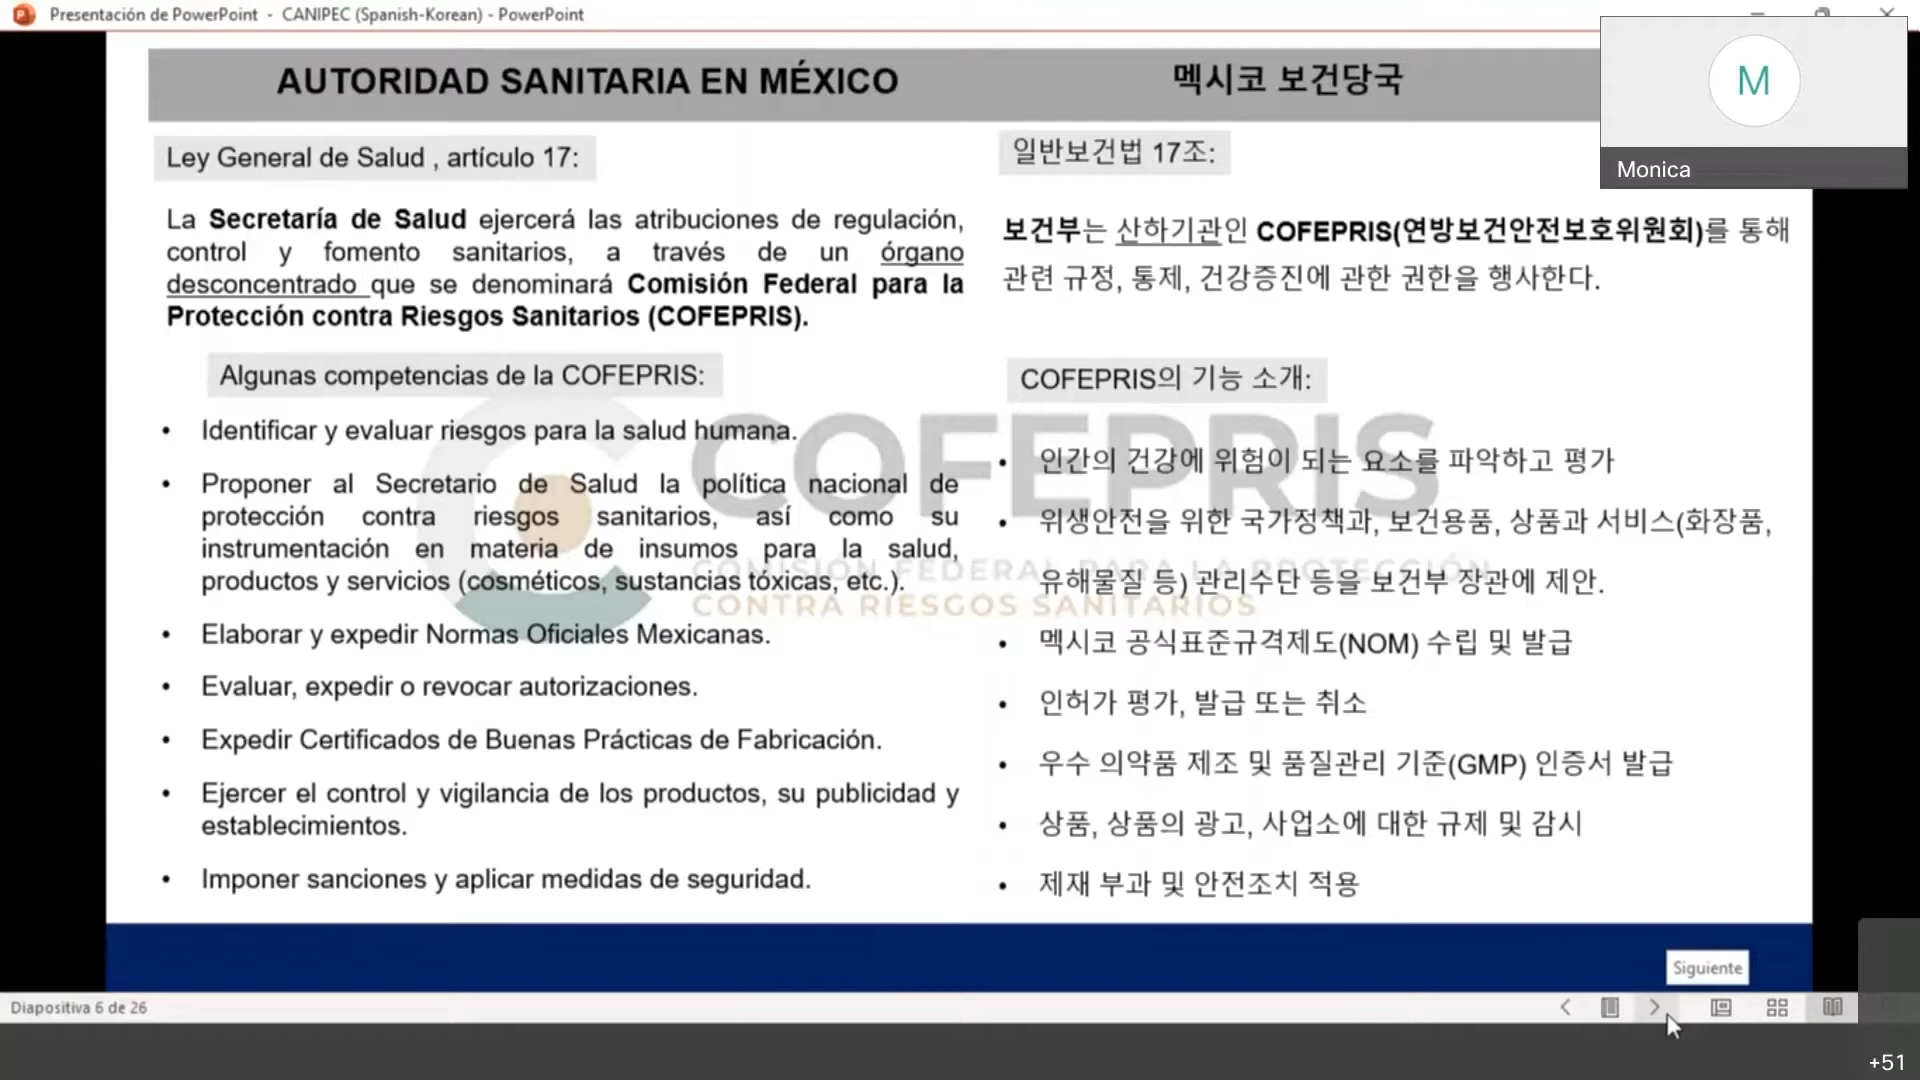 Presentación de PowerPoint - CANIPEC (Spanish-Korean) - PowerPoint
AUTORIDAD SANITARIA EN MÉXICO
멕시코 보건당국
M
Monica
Ley General de Salud , artículo 17:
La Secretaría de Salud ejercerá las atribuciones de regulación,
control y fomento sanitarios, a través de un órgano
desconcentrado que se denominará Comisión Federal para la
Protección contra Riesgos Sanitarios (COFEPRIS).
Algunas competencias de la COFEPRIS:
• Identificar y evaluar riesgos para la salud humana.
• Proponer al Secretario de Salud la política nacional de
protección contra riesgos sanitarios, así como su
instrumentación en materia de insumos para la salud,
productos y servicios (cosméticos, sustancias tóxicas, etc.).
• Elaborar y expedir Normas Oficiales Mexicanas.
• Evaluar, expedir o revocar autorizaciones.
• Expedir Certificados de Buenas Prácticas de Fabricación.
• Ejercer el control y vigilancia de los productos, su publicidad y
establecimientos.
• Imponer sanciones y aplicar medidas de seguridad.
일반보건법 17조:
보건부는 산하기관인 COFEPRIS(연방보건안전보호위원회)를 통해
관련 규정, 통제, 건강증진에 관한 권한을 행사한다.
COFEPRIS의 기능 소개:
• 인간의 건강에 위험이 되는 요소를 파악하고 평가
• 위생안전을 위한 국가정책과, 보건용품, 상품과 서비스(화장품,
유해물질 등) 관리수단 등을 보건부 장관에 제안.
• 멕시코 공식표준규격제도(NOM) 수립 및 발급
• 인허가 평가, 발급 또는 취소
• 우수 의약품 제조 및 품질관리 기준(GMP) 인증서 발급
• 상품, 상품의 광고, 사업소에 대한 규제 및 감시
• 제재 부과 및 안전조치 적용
COFEPRIS
COMISIÓN FEDERAL PARA LA PROTECCIÓN
CONTRA RIESGOS SANITARIOS
Siguiente
Diapositiva 6 de 26
+51